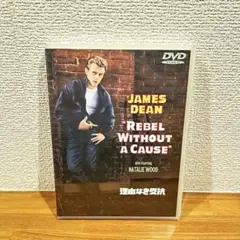 DVD
JAMES
DEAN
"REBEL
WITHOUT
A CAUSE"
NATALIE WOOD
理由なき反抗